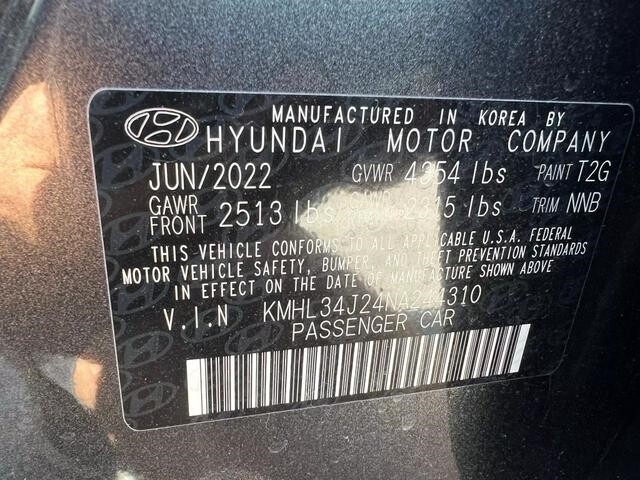 MANUFACTURED IN KOREA BY
HYUNDAI MOTOR COMPANY
JUN/2022 GVWR 4354 lbs PAINT T2G
GAWR FRONT 2513 lbs 2315 lbs TRIM NNB
THIS VEHICLE CONFORMS TO ALL APPLICABLE U.S.A. FEDERAL
MOTOR VEHICLE SAFETY, BUMPER, AND THEFT PREVENTION STANDARDS
IN EFFECT ON THE DATE OF MANUFACTURE SHOWN ABOVE
V.I.N KMHL34J24NA244310
PASSENGER CAR